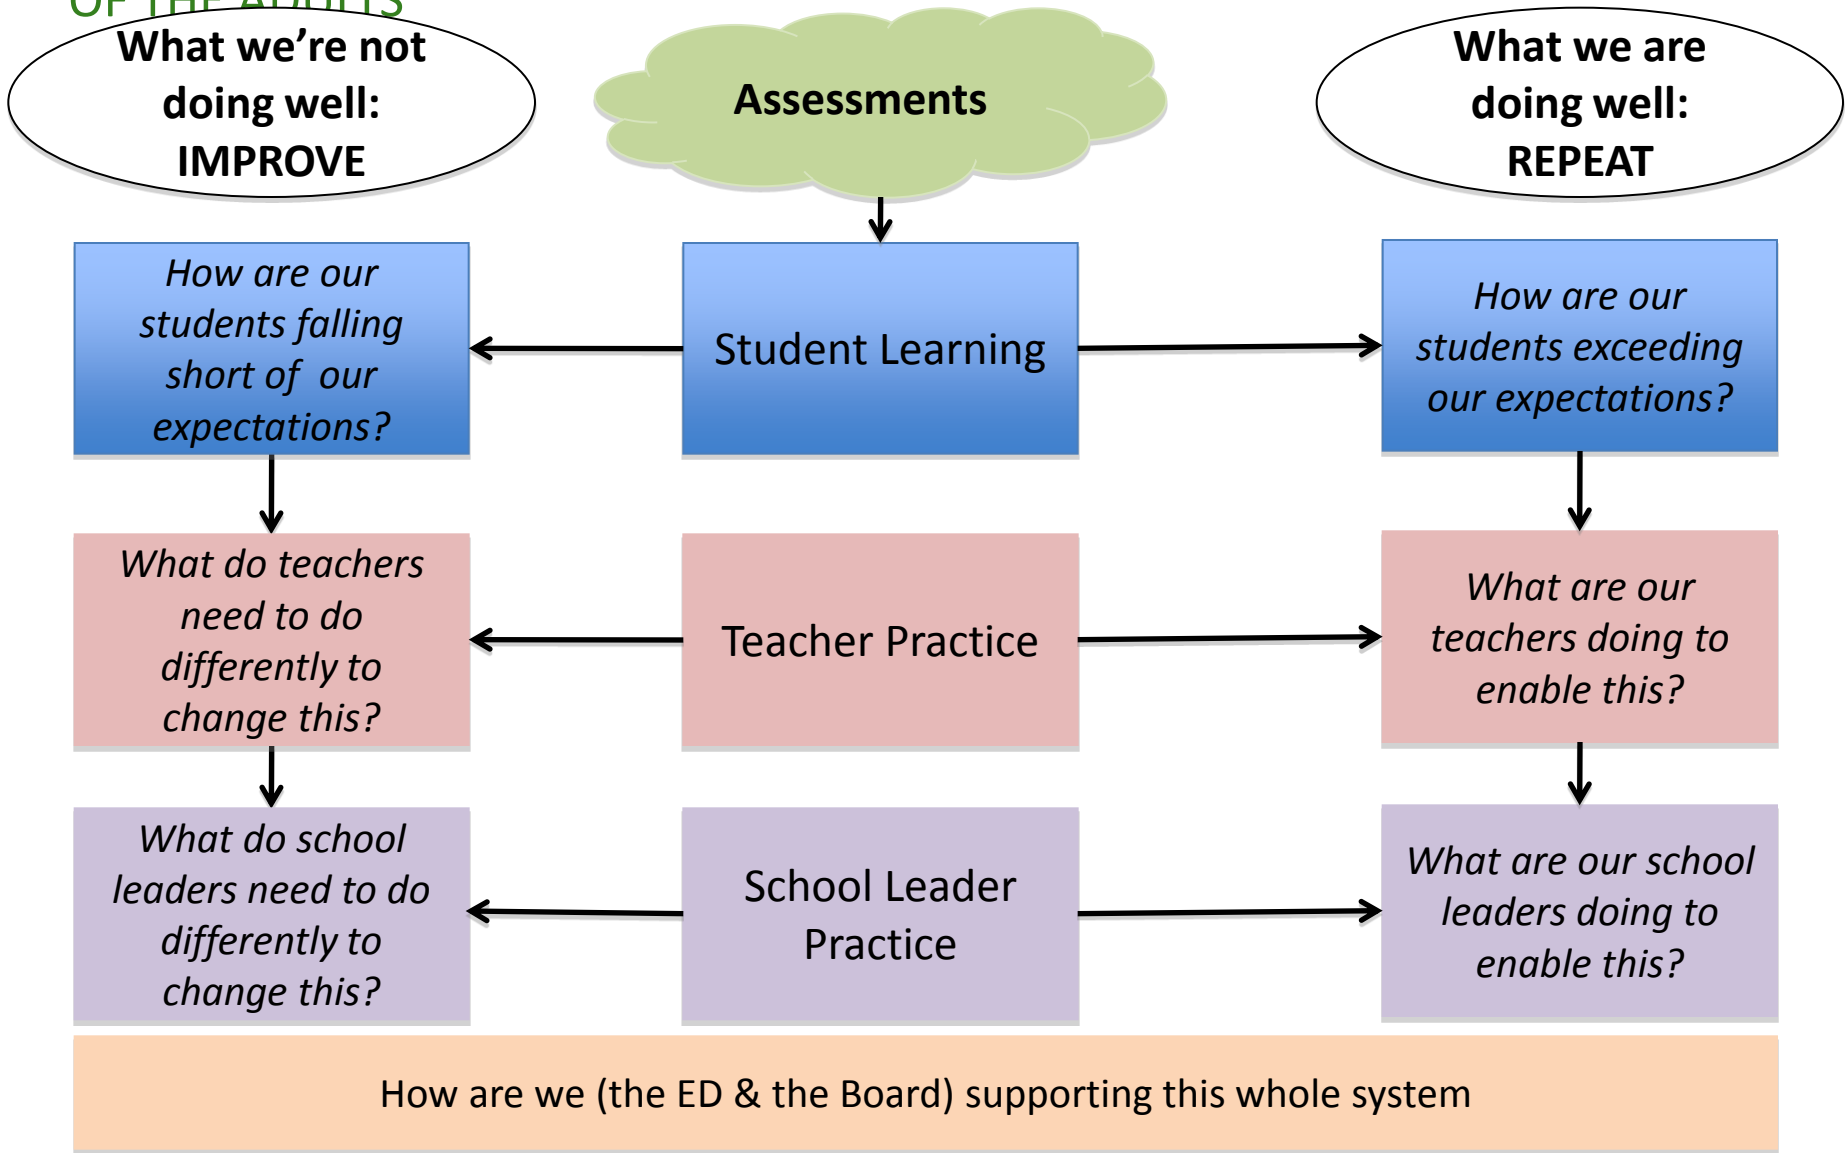 OF THE ADULTS
What we’re not
doing well:
IMPROVE
Assessments
What we are
doing well:
REPEAT
How are our
students falling
short of our
expectations?
Student Learning
How are our
students exceeding
our expectations?
What do teachers
need to do
differently to
change this?
Teacher Practice
What are our
teachers doing to
enable this?
What do school
leaders need to do
differently to
change this?
School Leader
Practice
What are our school
leaders doing to
enable this?
How are we (the ED & the Board) supporting this whole system